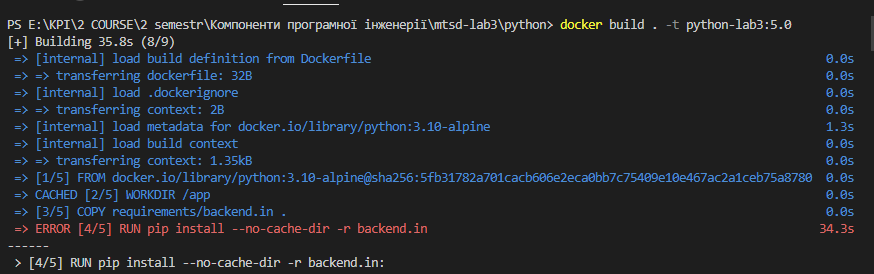 PS E:\KPI\2 COURSE\2 semestr\Компоненти програмної інженерії\mtsd-lab3\python> docker build . -t python-lab3:5.0
[+] Building 35.8s (8/9)
=> [internal] load build definition from Dockerfile 0.0s
=> => transferring dockerfile: 32B 0.0s
=> [internal] load .dockerignore 0.0s
=> => transferring context: 2B 0.0s
=> [internal] load metadata for docker.io/library/python:3.10-alpine 1.3s
=> [internal] load build context 0.0s
=> => transferring context: 1.35kB 0.0s
=> [1/5] FROM docker.io/library/python:3.10-alpine@sha256:5fb31782a701cacb606e2eca0bb7c75409e10e467ac2a1ceb75a8780 0.0s
=> CACHED [2/5] WORKDIR /app 0.0s
=> [3/5] COPY requirements/backend.in . 0.0s
=> ERROR [4/5] RUN pip install --no-cache-dir -r backend.in 34.3s
------
> [4/5] RUN pip install --no-cache-dir -r backend.in: